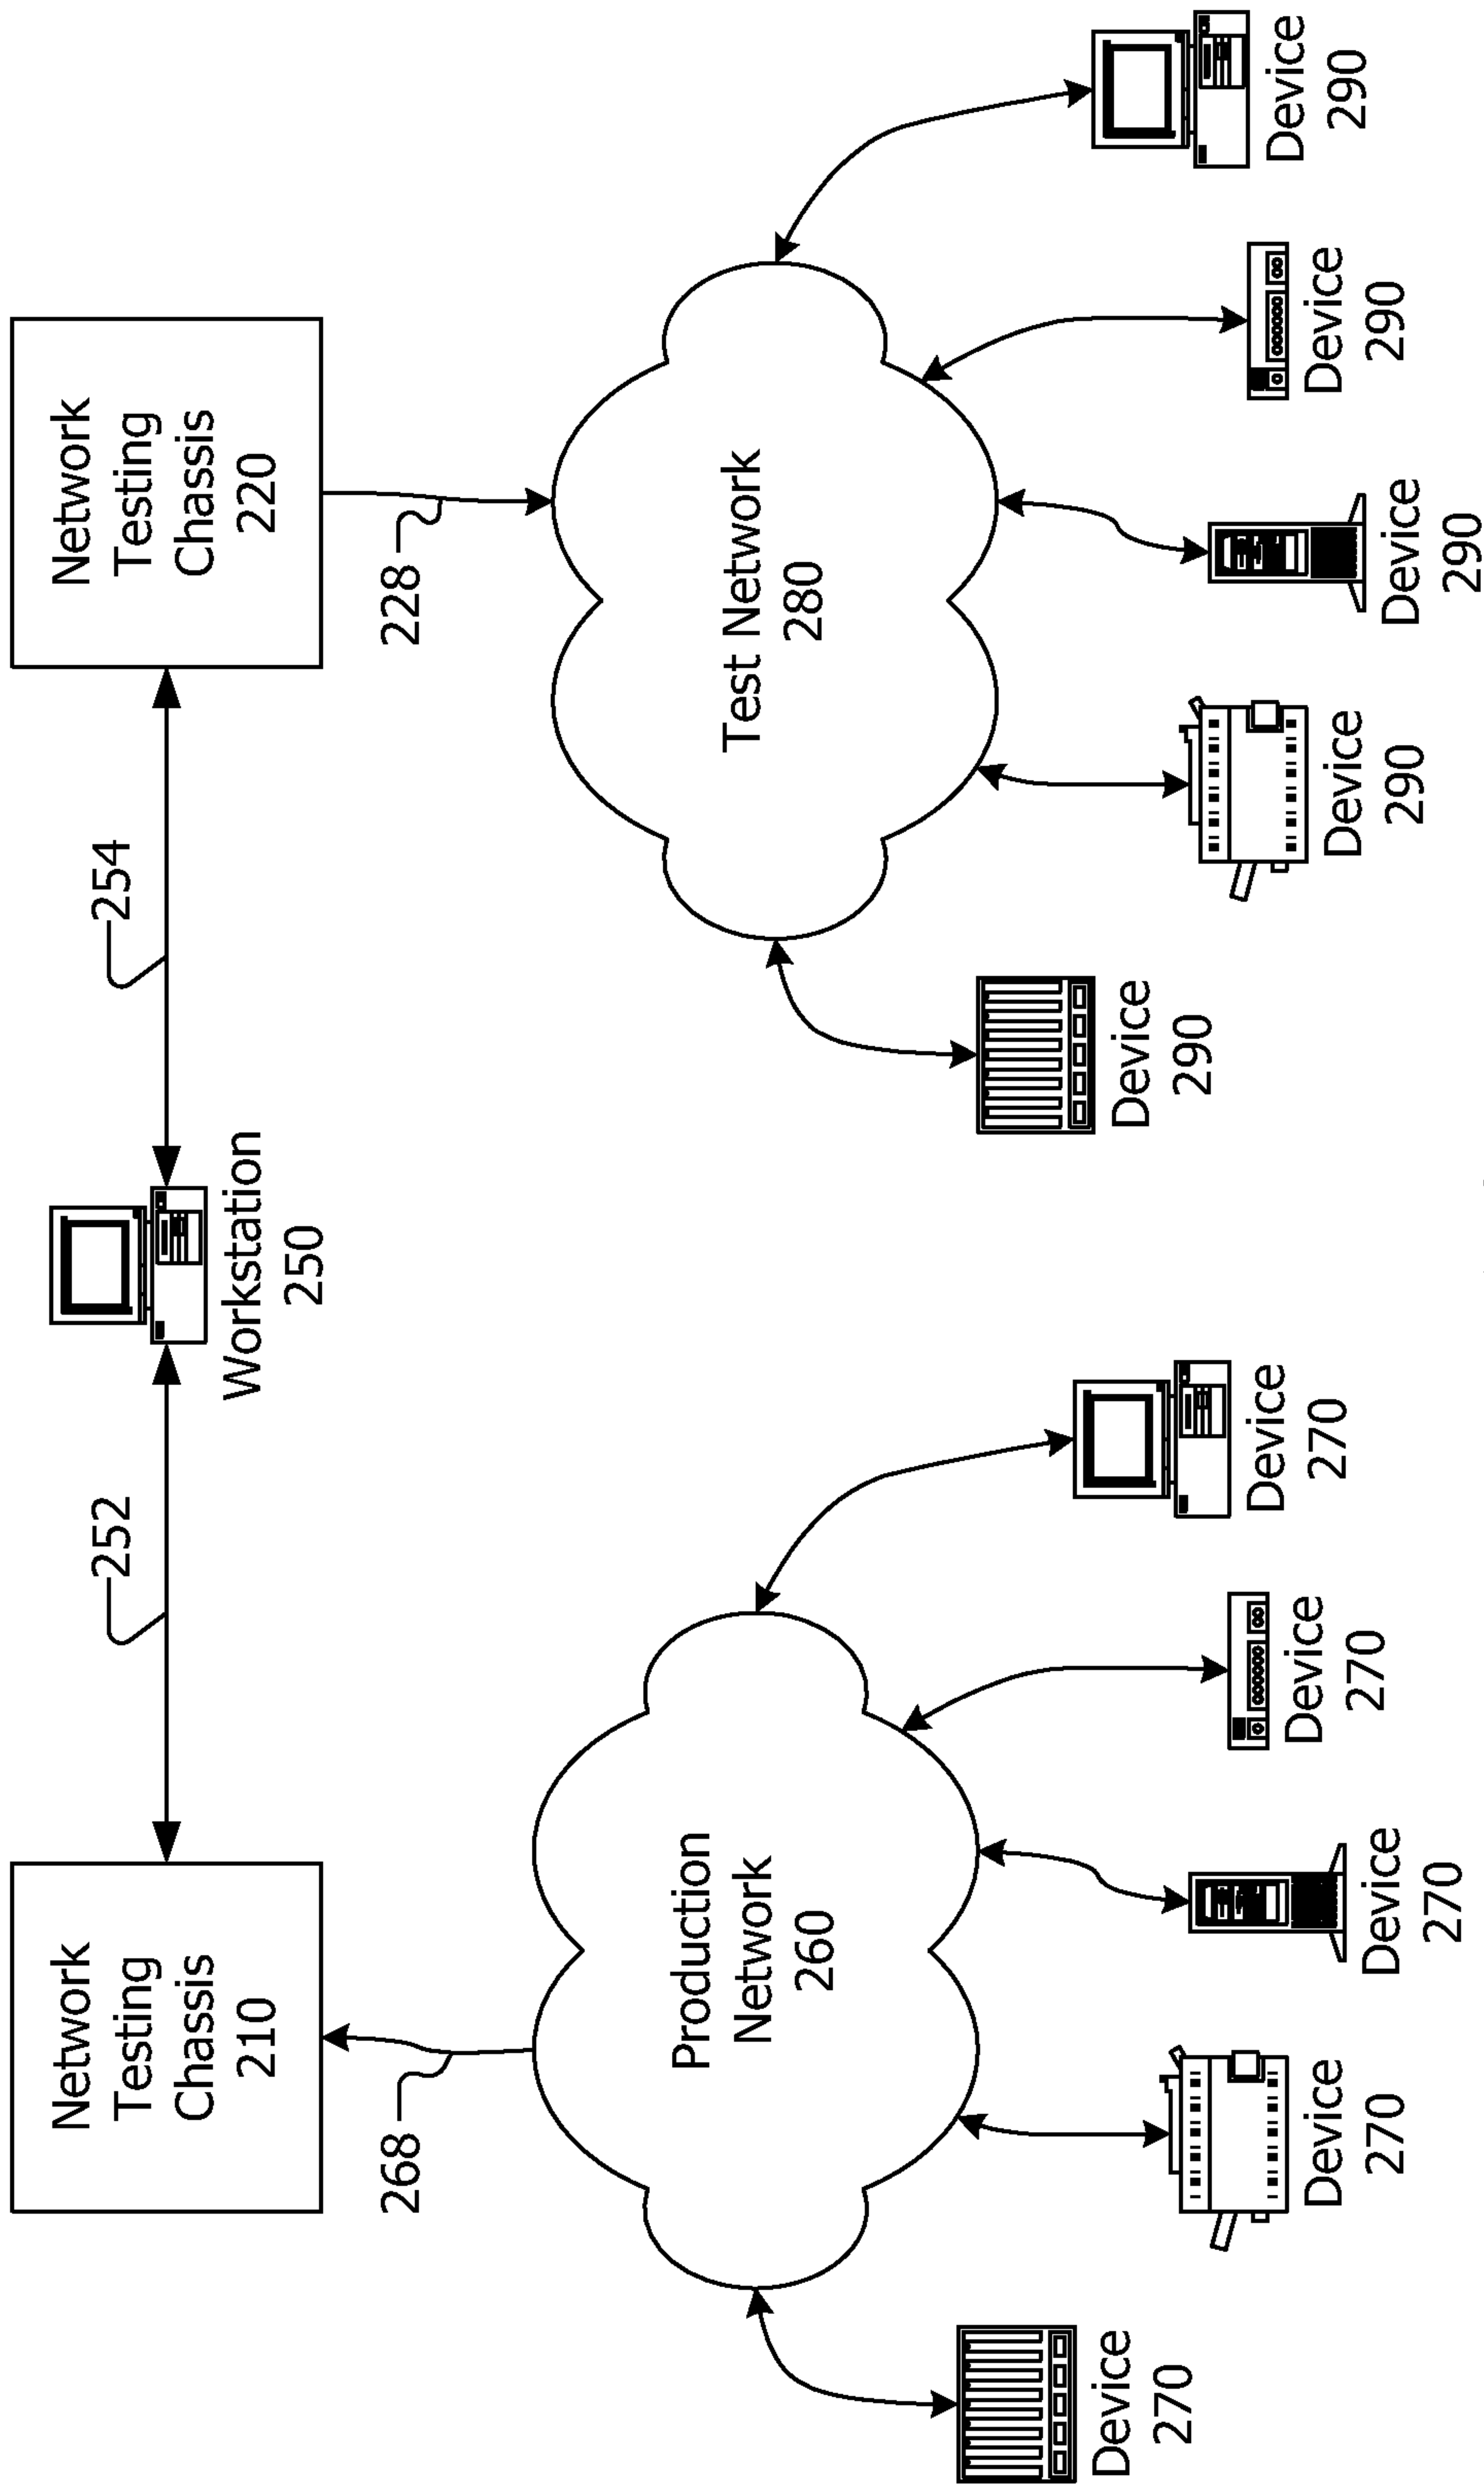 Network
Testing
Chassis
210
252
Workstation
250
254
Network
Testing
Chassis
220
268
228
Production
Network
260
Test Network
280
Device
270
Device
270
Device
270
Device
270
Device
270
Device
290
Device
290
Device
290
Device
290
Device
290